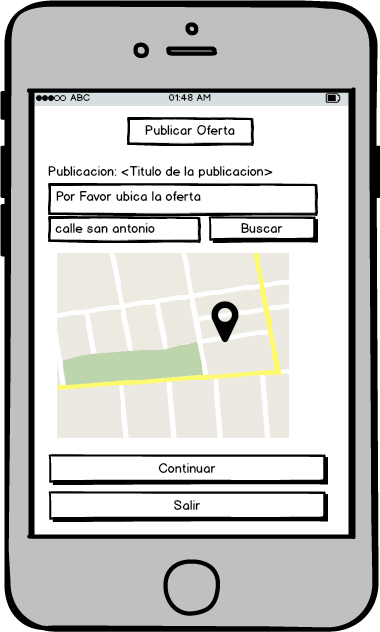 ABC 01:48 AM
Publicar Oferta
Publicacion: <Titulo de la publicacion>
Por Favor ubica la oferta
calle san antonio Buscar
Continuar
Salir